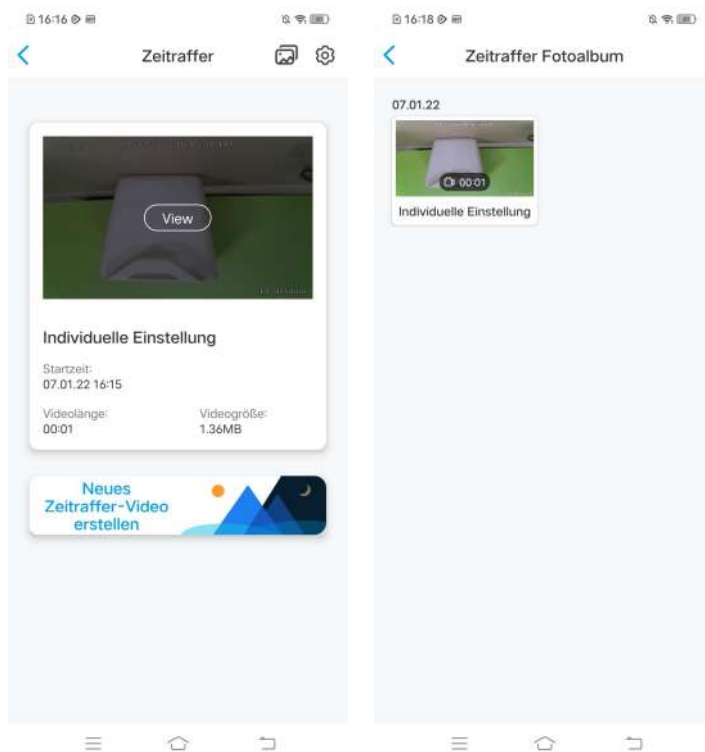 16:16
Zeitraffer
View
Individuelle Einstellung
Startzeit:
07.01.22 16:15
Videolänge:
00:01
Videogröße:
1.36MB
Neues
Zeitraffer-Video
erstellen
16:18
Zeitraffer Fotoalbum
07.01.22
00:01
Individuelle Einstellung